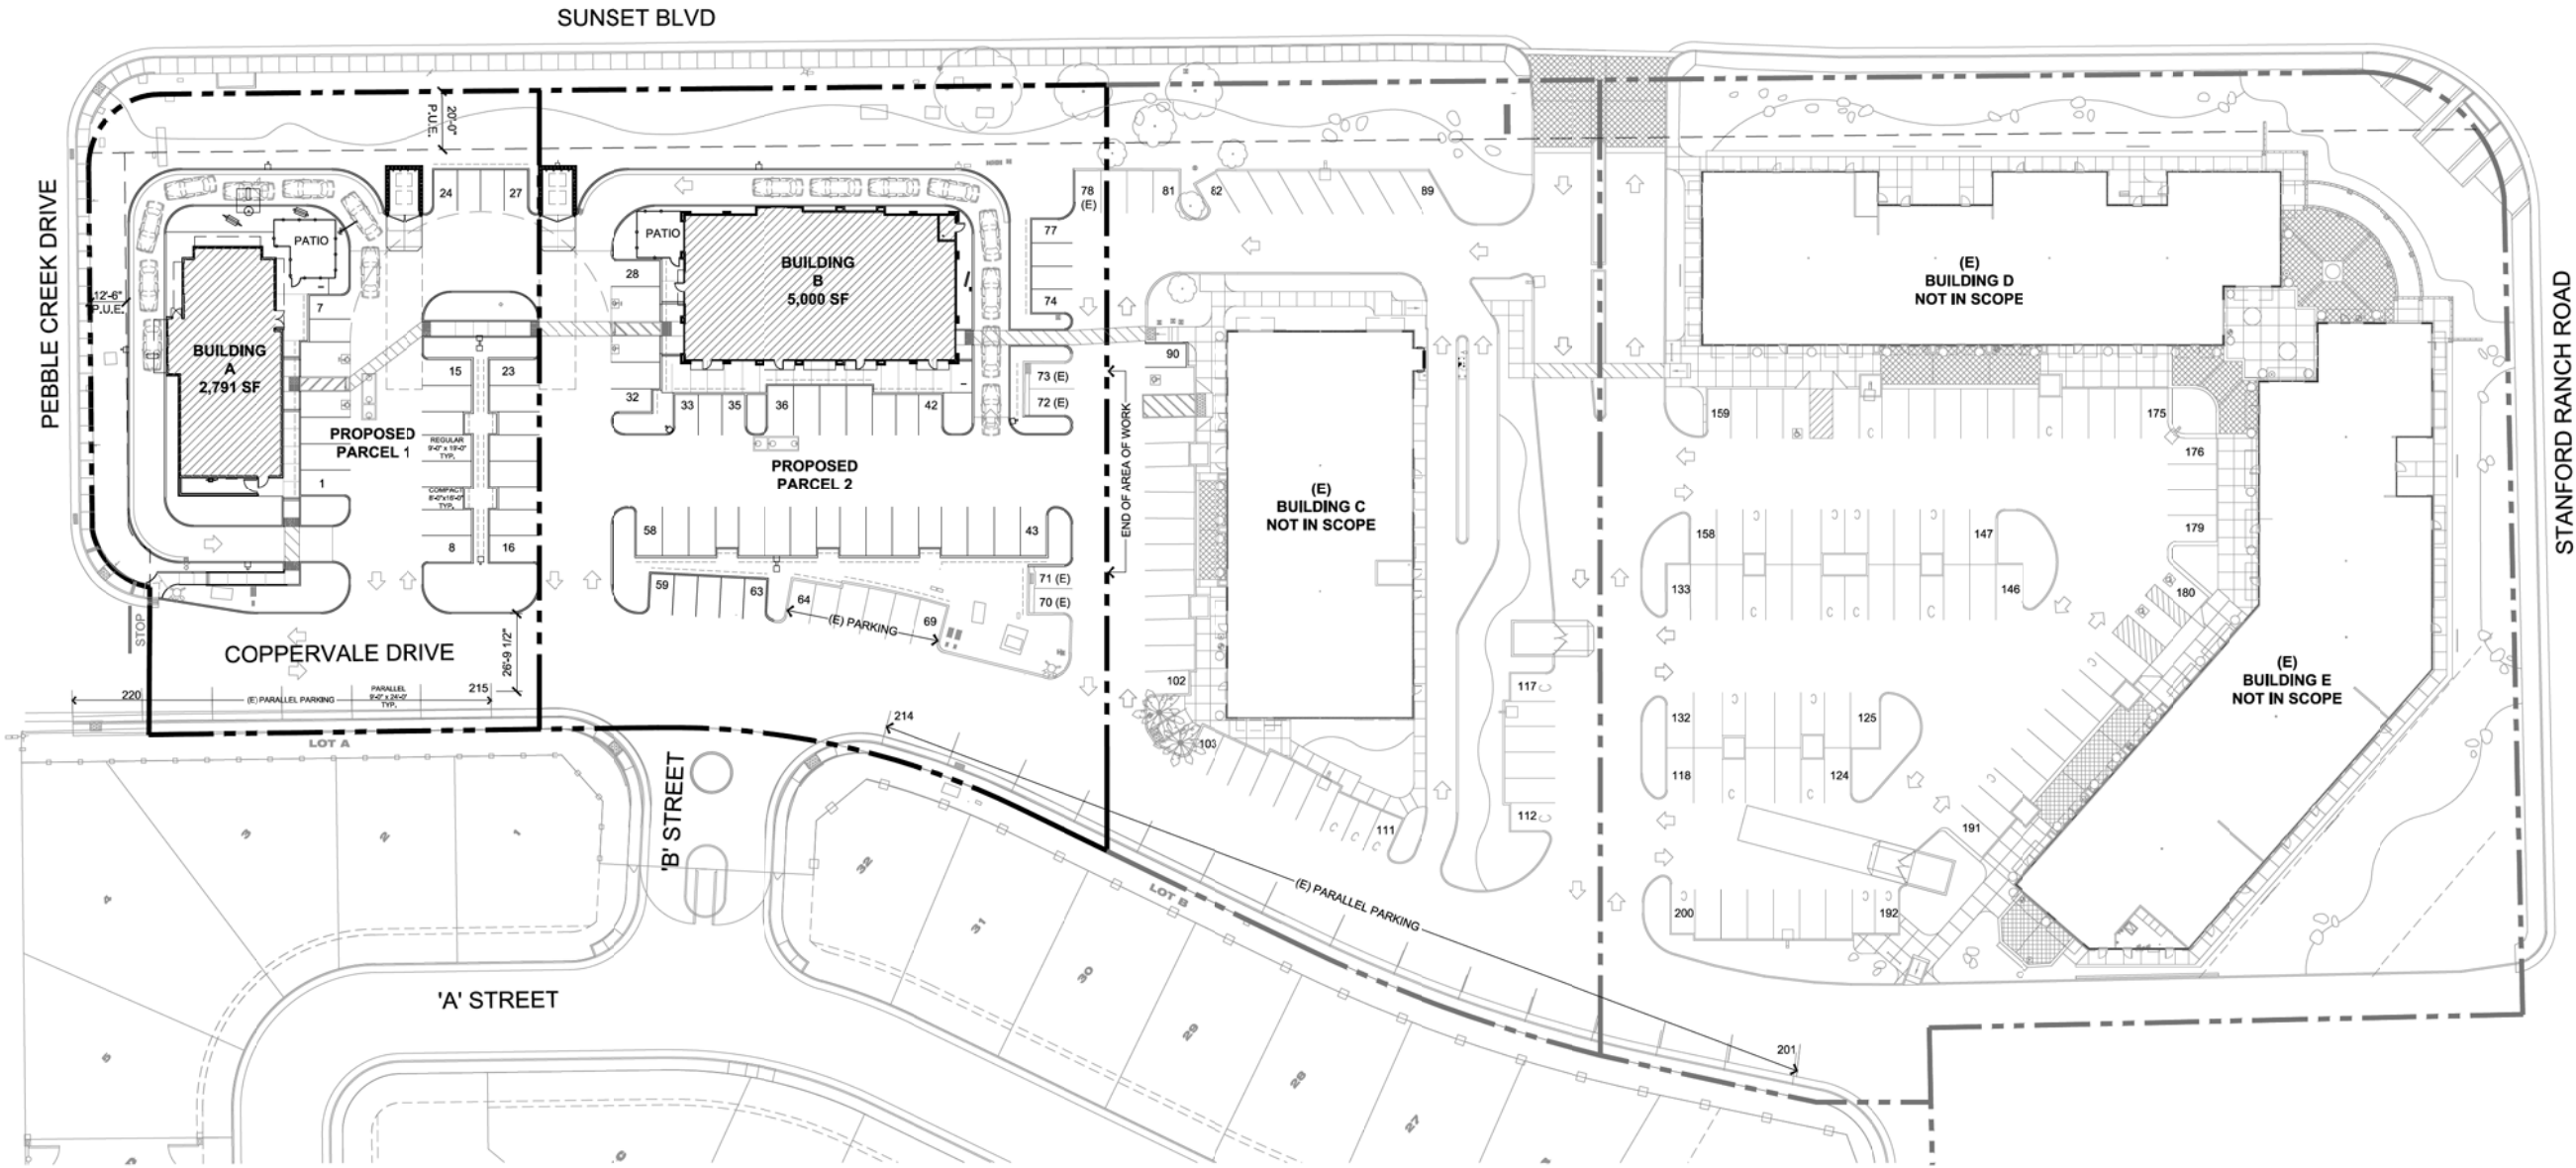 SUNSET BLVD
PEBBLE CREEK DRIVE
STANFORD RANCH ROAD
20'-0"
P.U.E.
12'-6"
P.U.E.
24
27
PATIO
7
BUILDING
A
2,791 SF
1
PROPOSED
PARCEL 1
15
23
REGULAR
9'-0" x 19'-0"
TYP.
COMPACT
8'-0"x16'-0"
TYP.
8
16
PATIO
28
32
BUILDING
B
5,000 SF
33
35
36
42
PROPOSED
PARCEL 2
58
43
59
63
64
69
(E) PARKING
78
(E)
77
74
73 (E)
72 (E)
71 (E)
70 (E)
END OF AREA OF WORK
81
82
89
90
102
103
111
(E)
BUILDING C
NOT IN SCOPE
117
C
112
C
(E)
BUILDING D
NOT IN SCOPE
159
175
176
179
180
158
147
133
146
132
125
118
124
191
200
192
(E)
BUILDING E
NOT IN SCOPE
STOP
COPPERVALE DRIVE
26'-9 1/2"
220
(E) PARALLEL PARKING
PARALLEL
9'-0" x 24'-0"
TYP.
215
214
(E) PARALLEL PARKING
201
LOT A
LOT B
'B' STREET
'A' STREET
1
2
3
4
5
32
31
30
29
28
27